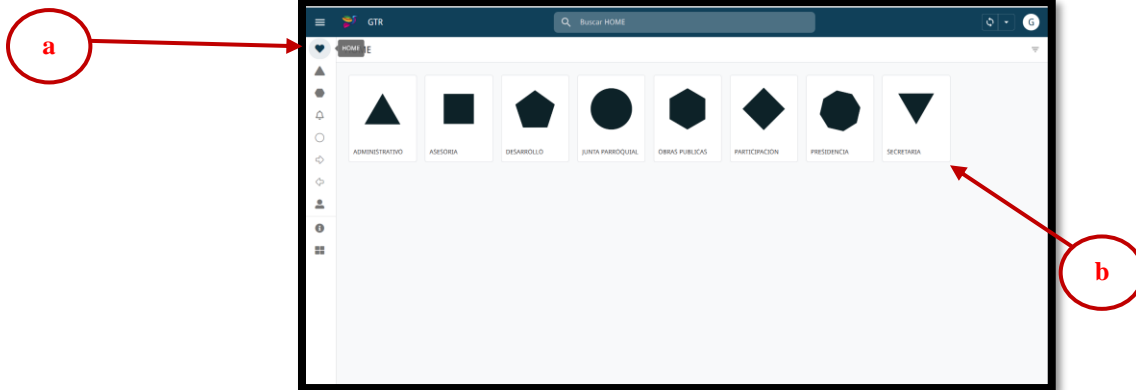 GTR
Buscar HOME
G
a
HOME
ADMINISTRATIVO
ASESORIA
DESARROLLO
JUNTA PARROQUIAL
OBRAS PUBLICAS
PARTICIPACION
PRESIDENCIA
SECRETARIA
b